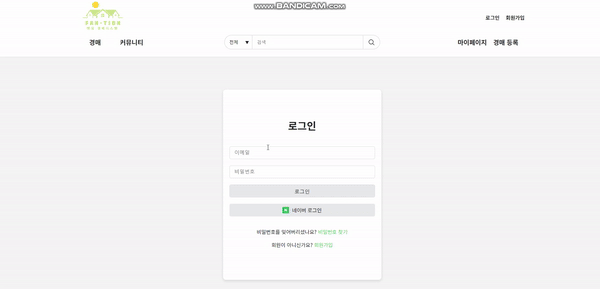 www.BANDICAM.com
FAN-TION
로그인 회원가입
경매 커뮤니티 전체 ▼ 검색 마이페이지 경매 등록
로그인
이메일
비밀번호
로그인
N 네이버 로그인
비밀번호를 잊어버리셨나요? 비밀번호 찾기
회원이 아니신가요? 회원가입